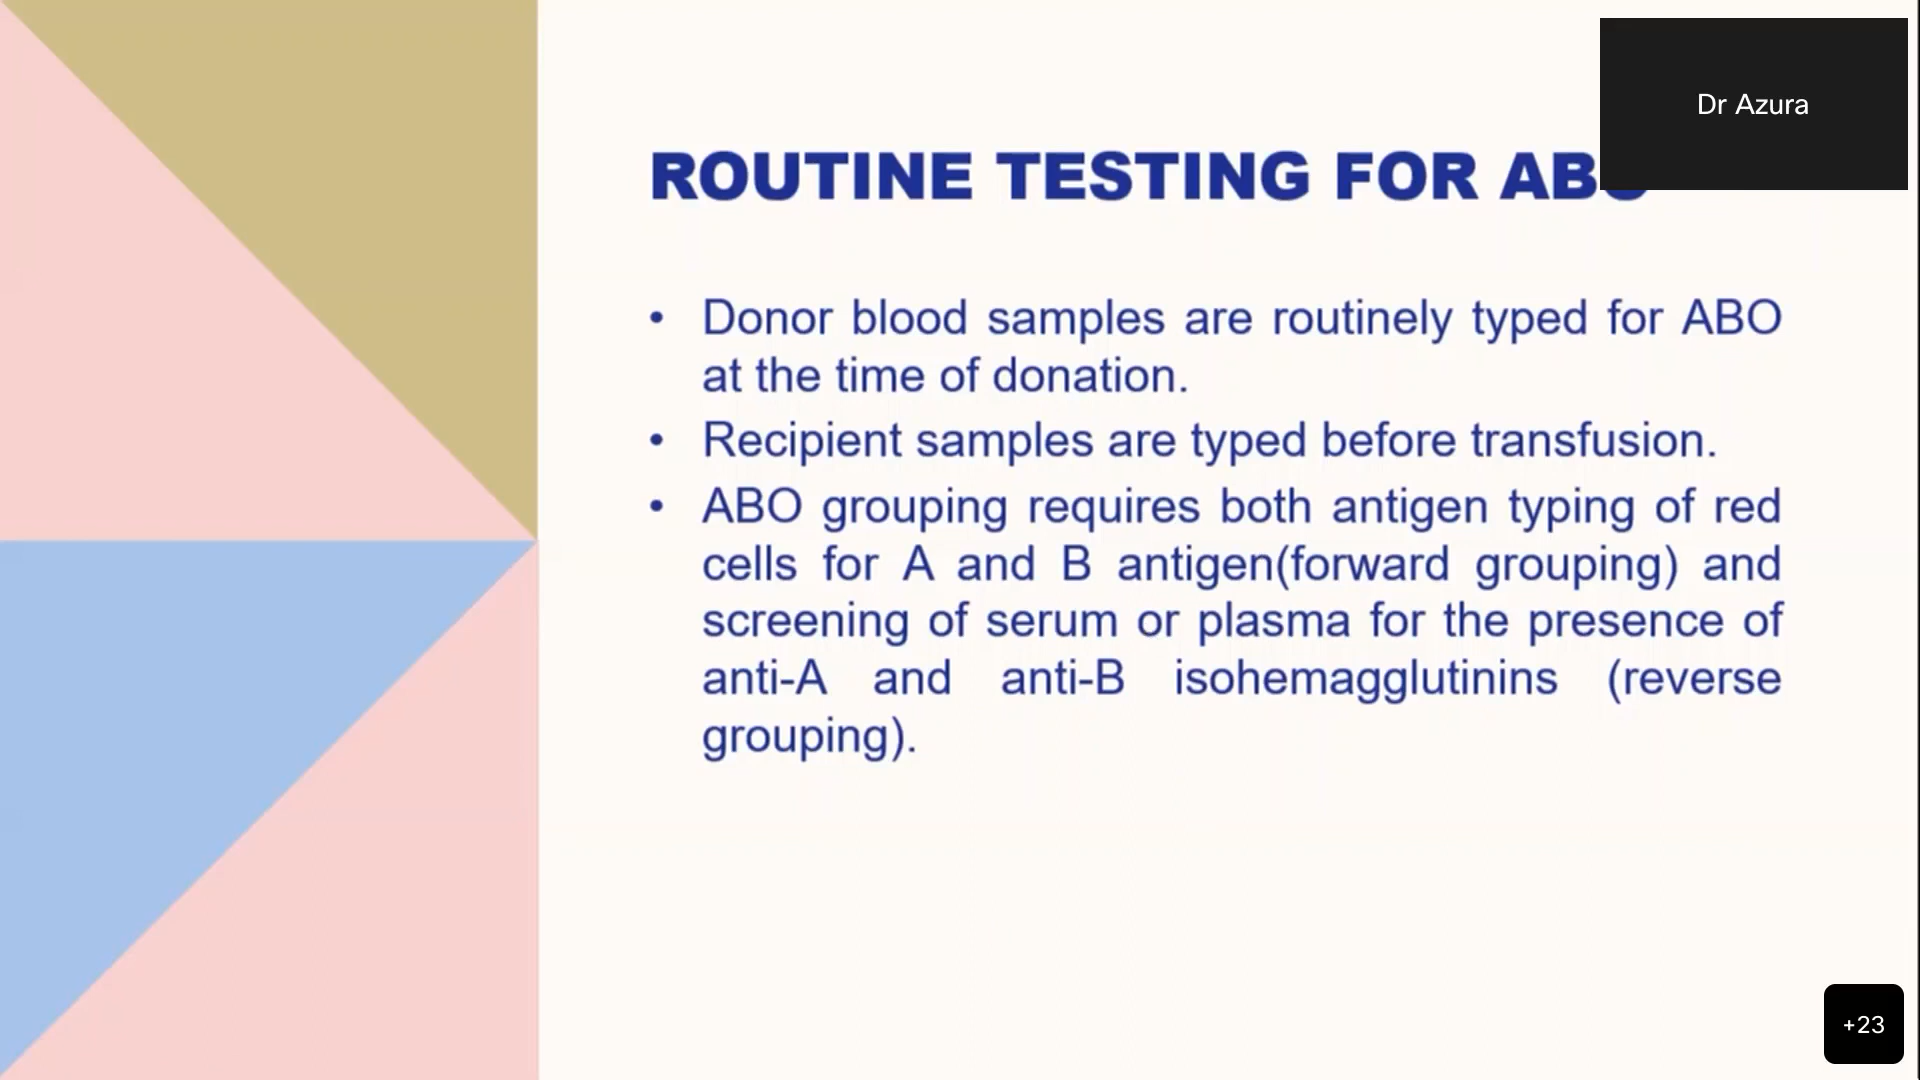 Dr Azura
ROUTINE TESTING FOR ABO
• Donor blood samples are routinely typed for ABO
at the time of donation.
• Recipient samples are typed before transfusion.
• ABO grouping requires both antigen typing of red
cells for A and B antigen(forward grouping) and
screening of serum or plasma for the presence of
anti-A and anti-B isohemagglutinins (reverse
grouping).
+23